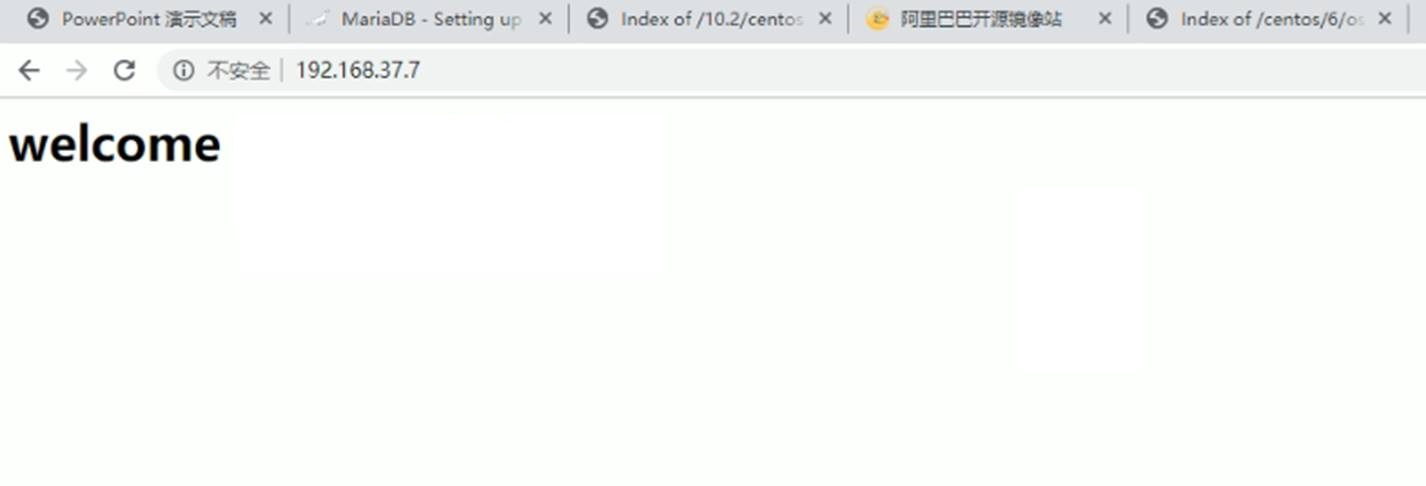 PowerPoint 演示文稿
MariaDB - Setting up
Index of /10.2/centos
阿里巴巴开源镜像站
Index of /centos/6/os
不安全 192.168.37.7
welcome